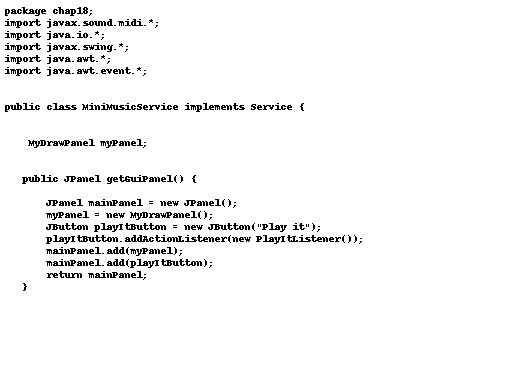 package chap18;
import javax.sound.midi.*;
import java.io.*;
import javax.swing.*;
import java.awt.*;
import java.awt.event.*;
public class MiniMusicService implements Service {
MyDrawPanel myPanel;
public JPanel getGuiPanel() {
JPanel mainPanel = new JPanel();
myPanel = new MyDrawPanel();
JButton playItButton = new JButton("Play it");
playItButton.addActionListener(new PlayItListener());
mainPanel.add(myPanel);
mainPanel.add(playItButton);
return mainPanel;
}